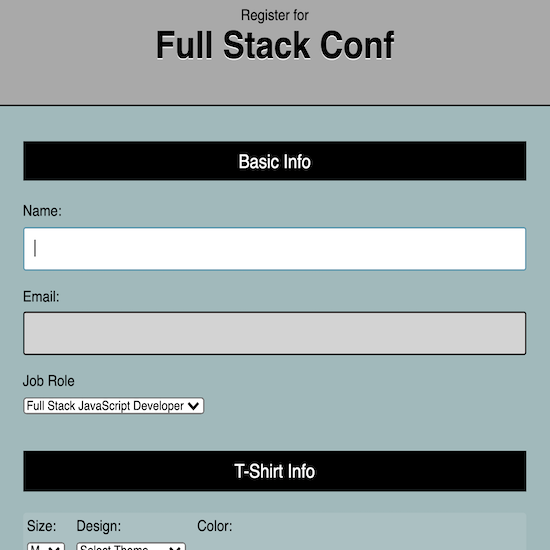 Register for
Full Stack Conf
Basic Info
Name:
Email:
Job Role
Full Stack JavaScript Developer
T-Shirt Info
Size: Design: Color:
M Select Theme